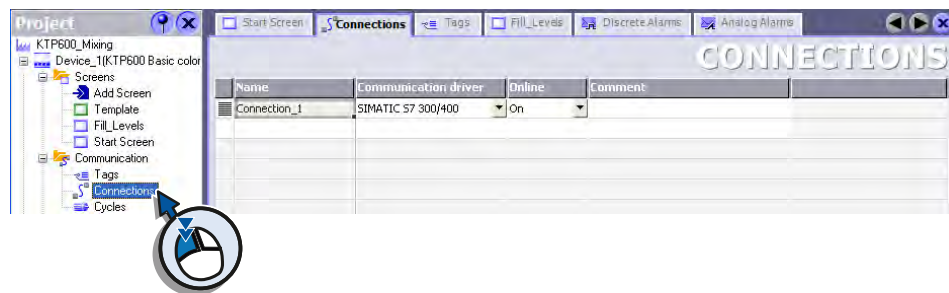 Project
Start Screen Connections Tags Fill_Levels Discrete Alarms Analog Alarms
KTP600_Mixing
Device_1(KTP600 Basic color
Screens
Add Screen
Template
Fill_Levels
Start Screen
Communication
Tags
Connections
Cycles
CONNECTIONS
Name Communication driver Online Comment
Connection_1 SIMATIC S7 300/400 On